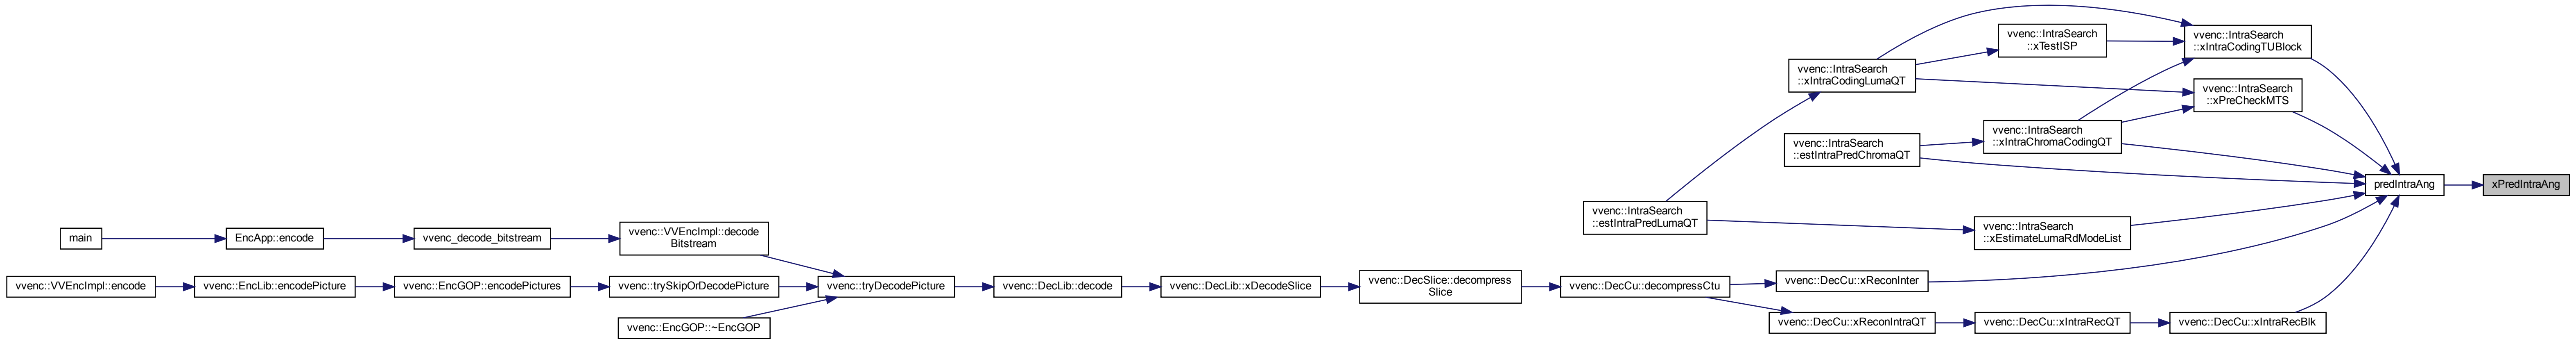 vvenc::IntraSearch
::xTestISP
vvenc::IntraSearch
::xIntraCodingTUBlock
vvenc::IntraSearch
::xIntraCodingLumaQT
vvenc::IntraSearch
::xPreCheckMTS
vvenc::IntraSearch
::estIntraPredChromaQT
vvenc::IntraSearch
::xIntraChromaCodingQT
predIntraAng
xPredIntraAng
vvenc::IntraSearch
::estIntraPredLumaQT
vvenc::IntraSearch
::xEstimateLumaRdModeList
main
EncApp::encode
vvenc_decode_bitstream
vvenc::VVEncImpl::decode
Bitstream
vvenc::VVEncImpl::encode
vvenc::EncLib::encodePicture
vvenc::EncGOP::encodePictures
vvenc::trySkipOrDecodePicture
vvenc::tryDecodePicture
vvenc::DecLib::decode
vvenc::DecLib::xDecodeSlice
vvenc::DecSlice::decompress
Slice
vvenc::DecCu::decompressCtu
vvenc::DecCu::xReconInter
vvenc::EncGOP::~EncGOP
vvenc::DecCu::xReconIntraQT
vvenc::DecCu::xIntraRecQT
vvenc::DecCu::xIntraRecBlk